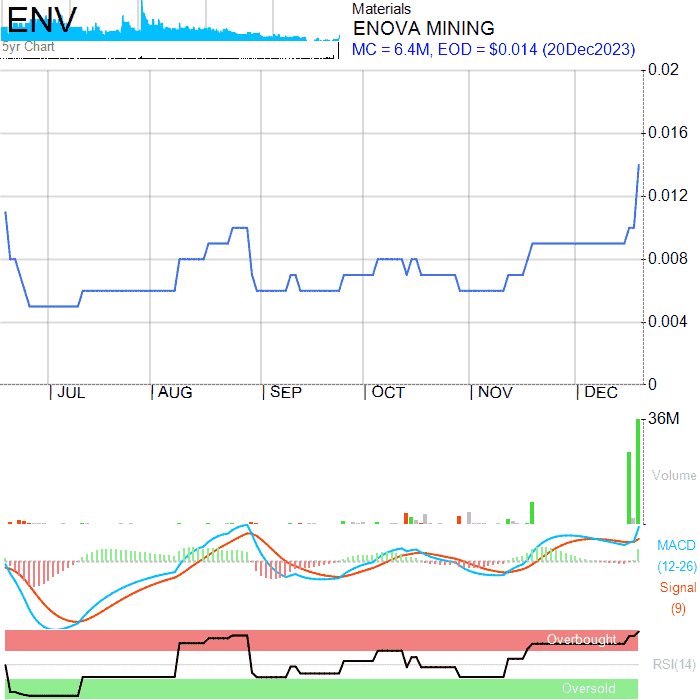 ENV
5yr Chart
Materials
ENOVA MINING
MC = 6.4M, EOD = $0.014 (20Dec2023)
0.02
0.016
0.012
0.008
0.004
0
JUL AUG SEP OCT NOV DEC
36M
Volume
MACD
(12-26)
Signal
(9)
Overbought
RSI(14)
Oversold